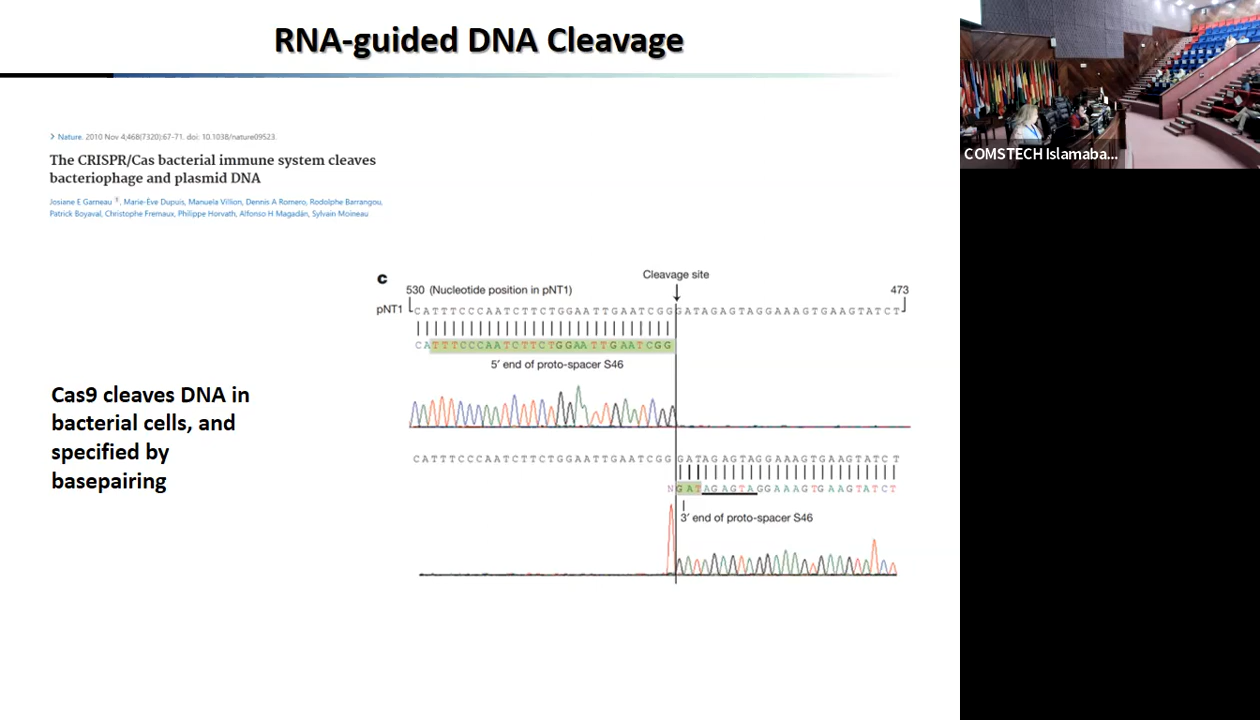 RNA-guided DNA Cleavage
COMSTECH Islamaba...
> Nature. 2010 Nov 4;468(7320):67-71. doi: 10.1038/nature09523.
The CRISPR/Cas bacterial immune system cleaves
bacteriophage and plasmid DNA
Josiane E Garneau 1, Marie-Ève Dupuis, Manuela Villion, Dennis A Romero, Rodolphe Barrangou,
Patrick Boyaval, Christophe Fremaux, Philippe Horvath, Alfonso H Magadán, Sylvain Moineau
Cas9 cleaves DNA in
bacterial cells, and
specified by
basepairing
c
Cleavage site
530 (Nucleotide position in pNT1) 473
pNT1 CATTTCCCAATCTTCTGGAATTGAATCGGGATAGAGTAGGAAAGTGAAGTATCT
CATTTCCCAATCTTCTGGAATTGAATCGG
5′ end of proto-spacer S46
CATTTCCCAATCTTCTGGAATTGAATCGGGATAGAGTAGGAAAGTGAAGTATCT
NGATAGAGTAGGAAAGTGAAGTATCT
3′ end of proto-spacer S46